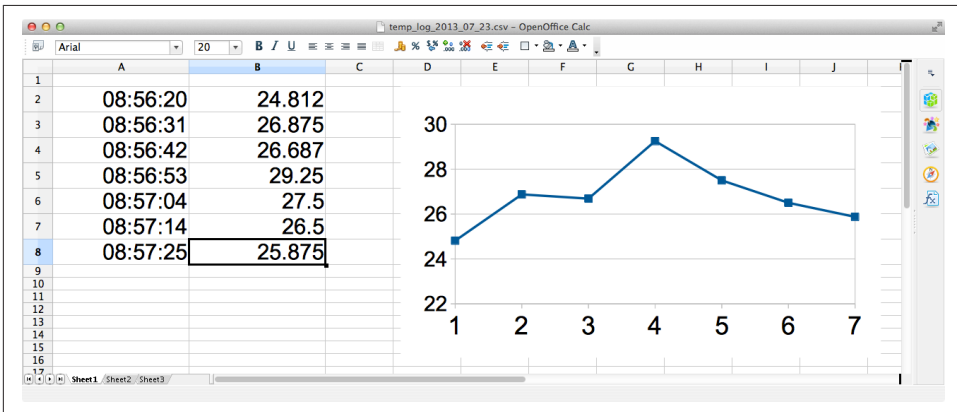 temp_log_2013_07_23.csv – OpenOffice Calc
Arial 20 B I U
A B C D E F G H I J
1
2 08:56:20 24.812
3 08:56:31 26.875
4 08:56:42 26.687
5 08:56:53 29.25
6 08:57:04 27.5
7 08:57:14 26.5
8 08:57:25 25.875
9
10
11
12
13
14
15
16
17
30
28
26
24
22
1 2 3 4 5 6 7
Sheet1 Sheet2 Sheet3